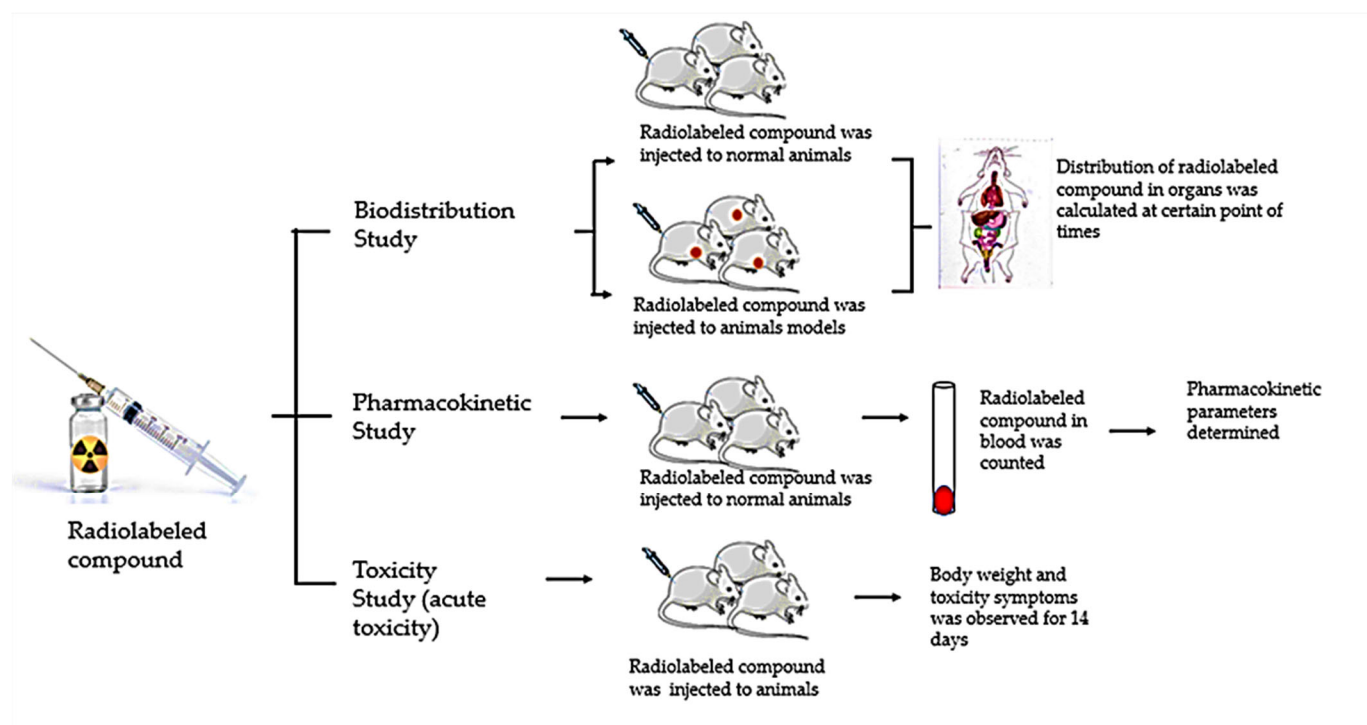 Radiolabeled
compound
Biodistribution
Study
Radiolabeled compound was
injected to normal animals
Radiolabeled compound was
injected to animals models
Distribution of radiolabeled
compound in organs was
calculated at certain point of
times
Pharmacokinetic
Study
Radiolabeled compound was
injected to normal animals
Radiolabeled
compound in
blood was
counted
Pharmacokinetic
parameters
determined
Toxicity
Study (acute
toxicity)
Radiolabeled compound
was injected to animals
Body weight and
toxicity symptoms
was observed for 14
days